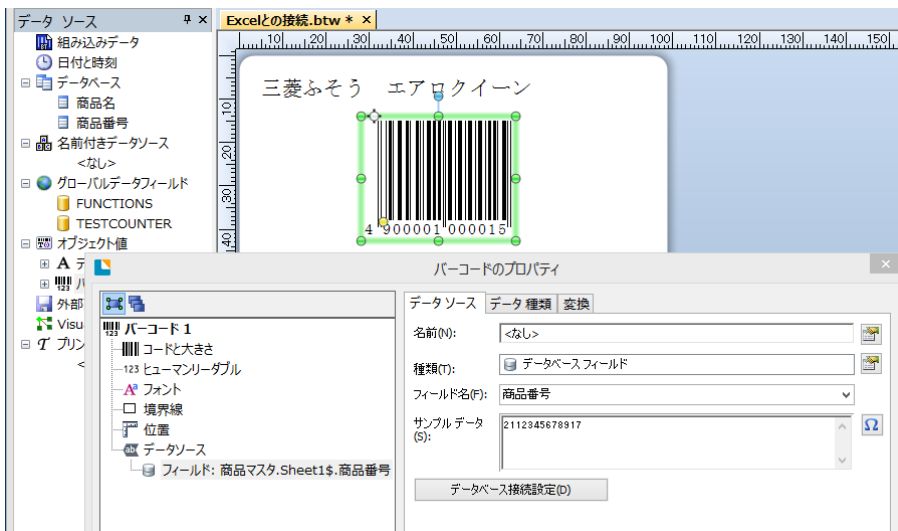 データ ソース
Excelとの接続.btw * ×
組み込みデータ
日付と時刻
データベース
商品名
商品番号
名前付きデータソース
<なし>
グローバルデータフィールド
FUNCTIONS
TESTCOUNTER
オブジェクト値
A テ
バ
外部
Visu
プリン
<
10 20 30 40 50 60 70 80 90 100 110 120 130 140 150
10
20
30
40
三菱ふそう エアロクイーン
4 900001 000015
バーコードのプロパティ
バーコード 1
コードと大きさ
123 ヒューマンリーダブル
フォント
境界線
位置
データソース
フィールド: 商品マスタ.Sheet1$.商品番号
データ ソース データ 種類 変換
名前(N): <なし>
種類(T): データベース フィールド
フィールド名(F): 商品番号
サンプル データ(S): 2112345678917
データベース接続設定(D)